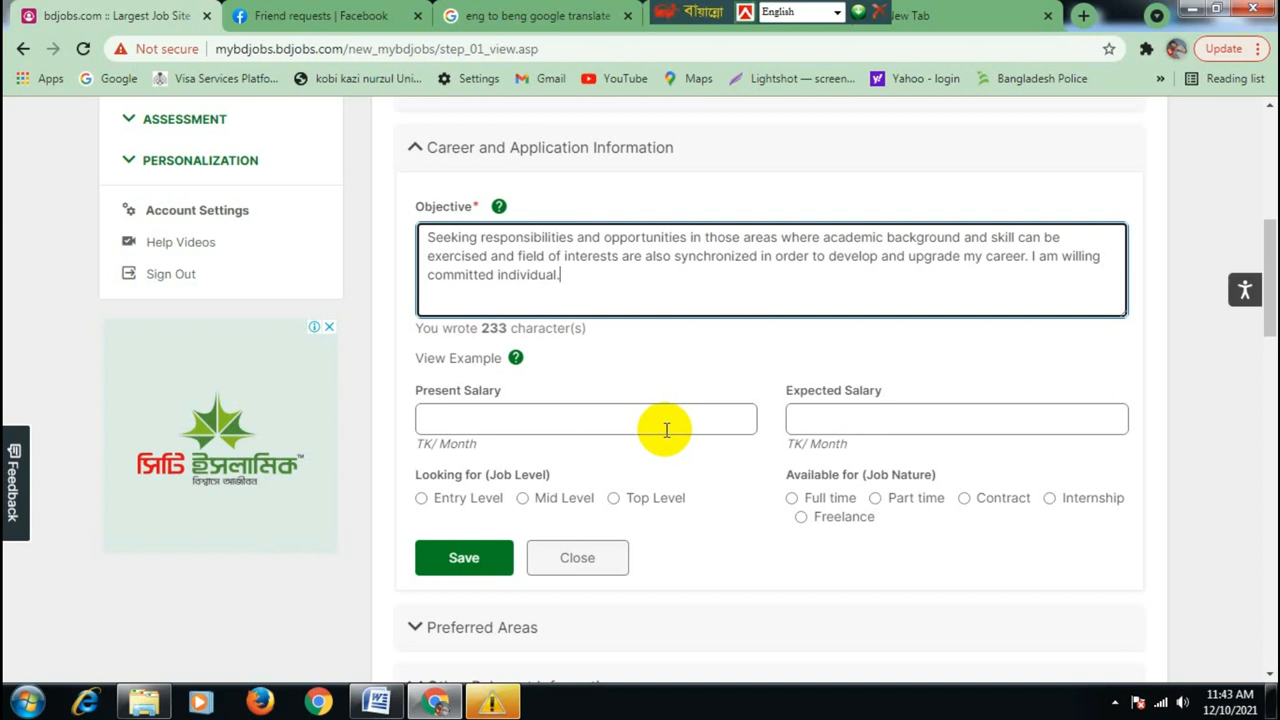 bdjobs.com :: Largest Job Site
Friend requests | Facebook
eng to beng google translate
বায়ান্নো
English
New Tab
Not secure
mybdjobs.bdjobs.com/new_mybdjobs/step_01_view.asp
Update
Apps
Google
Visa Services Platfo...
kobi kazi nurzul Uni...
Settings
Gmail
YouTube
Maps
Lightshot — screen...
Yahoo - login
Bangladesh Police
»
Reading list
ASSESSMENT
PERSONALIZATION
Account Settings
Help Videos
Sign Out
সিটি ইসলামিক
বিশ্বাসে আজীবন
Feedback
Career and Application Information
Objective*
Seeking responsibilities and opportunities in those areas where academic background and skill can be
exercised and field of interests are also synchronized in order to develop and upgrade my career. I am willing
committed individual.
You wrote 233 character(s)
View Example
Present Salary
Expected Salary
TK/ Month
TK/ Month
Looking for (Job Level)
Available for (Job Nature)
Entry Level Mid Level Top Level
Full time Part time Contract Internship
Freelance
Save
Close
Preferred Areas
11:43 AM
12/10/2021